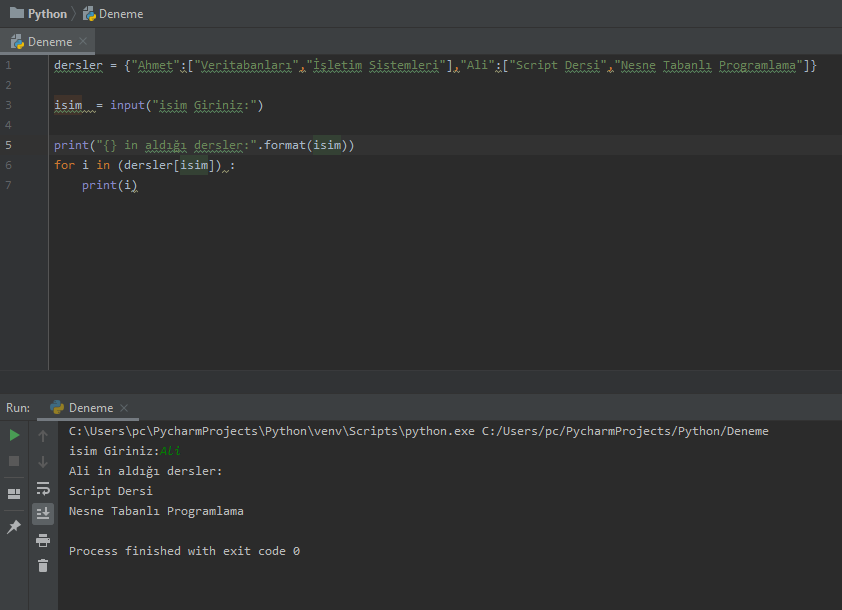 Python Deneme
Deneme
1 dersler = {"Ahmet":["Veritabanları","İşletim Sistemleri"],"Ali":["Script Dersi","Nesne Tabanlı Programlama"]}
2
3 isim  = input("isim Giriniz:")
4
5 print("{} in aldığı dersler:".format(isim))
6 for i in (dersler[isim]) :
7     print(i)
Run: Deneme
C:\Users\pc\PycharmProjects\Python\venv\Scripts\python.exe C:/Users/pc/PycharmProjects/Python/Deneme
isim Giriniz:Ali
Ali in aldığı dersler:
Script Dersi
Nesne Tabanlı Programlama
Process finished with exit code 0